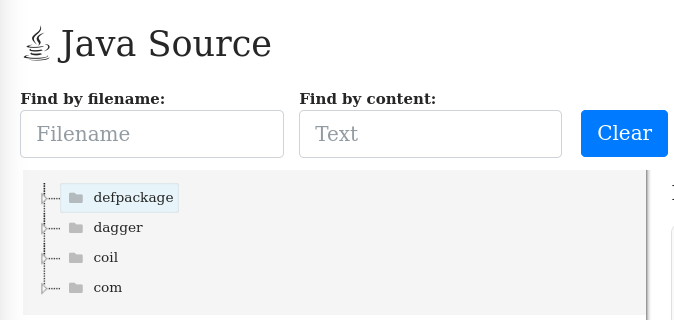 Java Source
Find by filename: Find by content:
Filename Text Clear
defpackage
dagger
coil
com